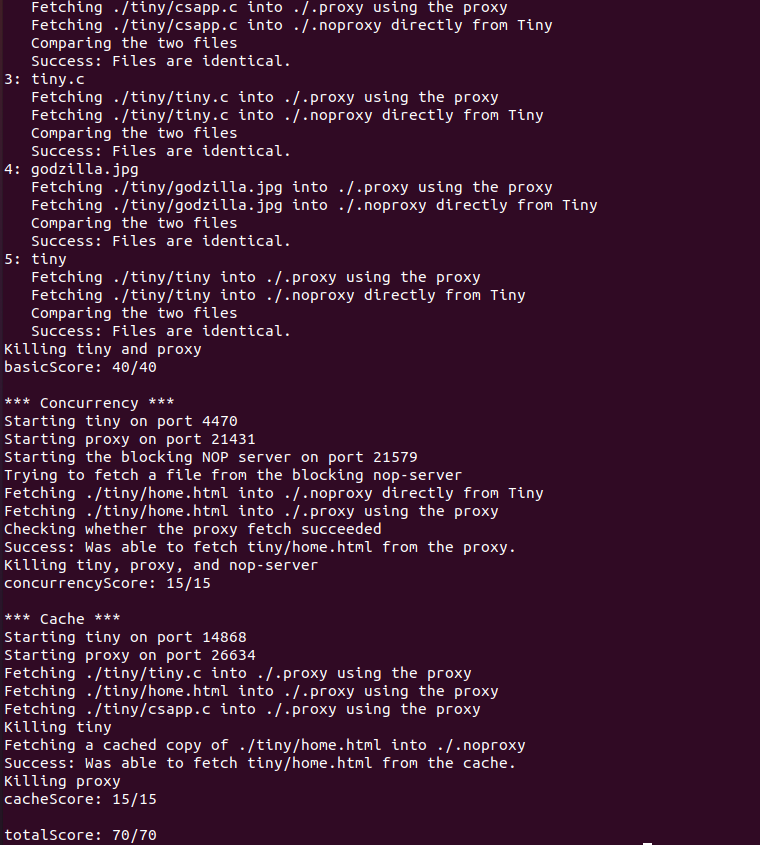 Fetching ./tiny/csapp.c into ./.proxy using the proxy
Fetching ./tiny/csapp.c into ./.noproxy directly from Tiny
Comparing the two files
Success: Files are identical.
3: tiny.c
Fetching ./tiny/tiny.c into ./.proxy using the proxy
Fetching ./tiny/tiny.c into ./.noproxy directly from Tiny
Comparing the two files
Success: Files are identical.
4: godzilla.jpg
Fetching ./tiny/godzilla.jpg into ./.proxy using the proxy
Fetching ./tiny/godzilla.jpg into ./.noproxy directly from Tiny
Comparing the two files
Success: Files are identical.
5: tiny
Fetching ./tiny/tiny into ./.proxy using the proxy
Fetching ./tiny/tiny into ./.noproxy directly from Tiny
Comparing the two files
Success: Files are identical.
Killing tiny and proxy
basicScore: 40/40
*** Concurrency ***
Starting tiny on port 4470
Starting proxy on port 21431
Starting the blocking NOP server on port 21579
Trying to fetch a file from the blocking nop-server
Fetching ./tiny/home.html into ./.noproxy directly from Tiny
Fetching ./tiny/home.html into ./.proxy using the proxy
Checking whether the proxy fetch succeeded
Success: Was able to fetch tiny/home.html from the proxy.
Killing tiny, proxy, and nop-server
concurrencyScore: 15/15
*** Cache ***
Starting tiny on port 14868
Starting proxy on port 26634
Fetching ./tiny/tiny.c into ./.proxy using the proxy
Fetching ./tiny/home.html into ./.proxy using the proxy
Fetching ./tiny/csapp.c into ./.proxy using the proxy
Killing tiny
Fetching a cached copy of ./tiny/home.html into ./.noproxy
Success: Was able to fetch tiny/home.html from the cache.
Killing proxy
cacheScore: 15/15
totalScore: 70/70